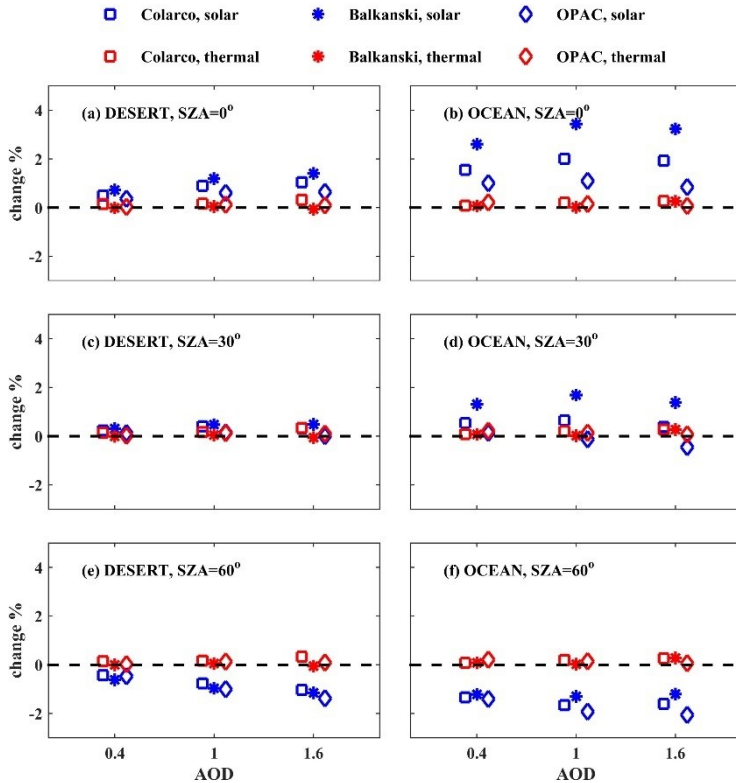 Colarco, solar Balkanski, solar OPAC, solar
Colarco, thermal Balkanski, thermal OPAC, thermal
(a) DESERT, SZA=0° (b) OCEAN, SZA=0°
4
2
0
-2
change %
(c) DESERT, SZA=30° (d) OCEAN, SZA=30°
4
2
0
-2
change %
(e) DESERT, SZA=60° (f) OCEAN, SZA=60°
4
2
0
-2
change %
0.4 1 1.6 0.4 1 1.6
AOD AOD